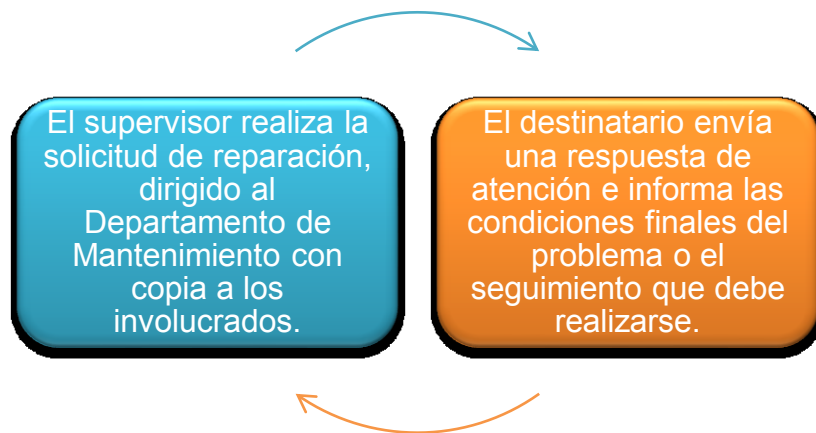 El supervisor realiza la
solicitud de reparación,
dirigido al
Departamento de
Mantenimiento con
copia a los
involucrados.
El destinatario envía
una respuesta de
atención e informa las
condiciones finales del
problema o el
seguimiento que debe
realizarse.